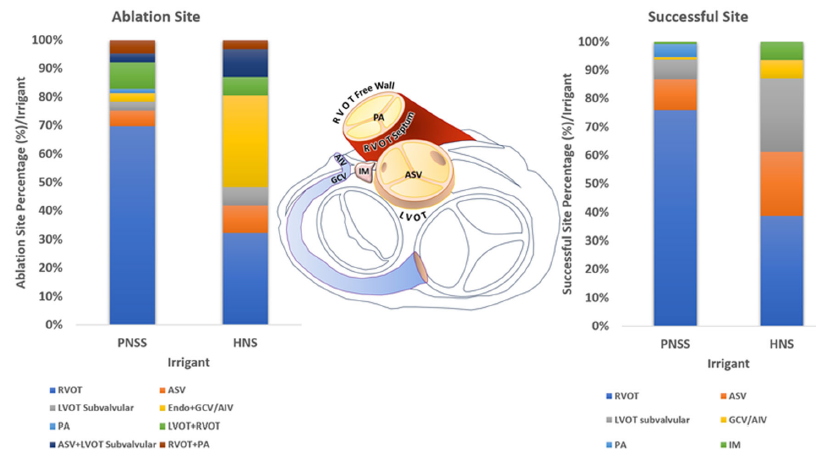 Ablation Site
Ablation Site Percentage (%)/Irrigant
100%
90%
80%
70%
60%
50%
40%
30%
20%
10%
0%
PNSS HNS
Irrigant
RVOT ASV
LVOT Subvalvular Endo+GCV/AIV
PA LVOT+RVOT
ASV+LVOT Subvalvular RVOT+PA
RVOT Free Wall
PA
RVOT Septum
AIV
GCV
IM
ASV
LVOT
Successful Site
Successful Site Percentage (%)/Irrigant
100%
90%
80%
70%
60%
50%
40%
30%
20%
10%
0%
PNSS HNS
Irrigant
RVOT ASV
LVOT subvalvular GCV/AIV
PA IM